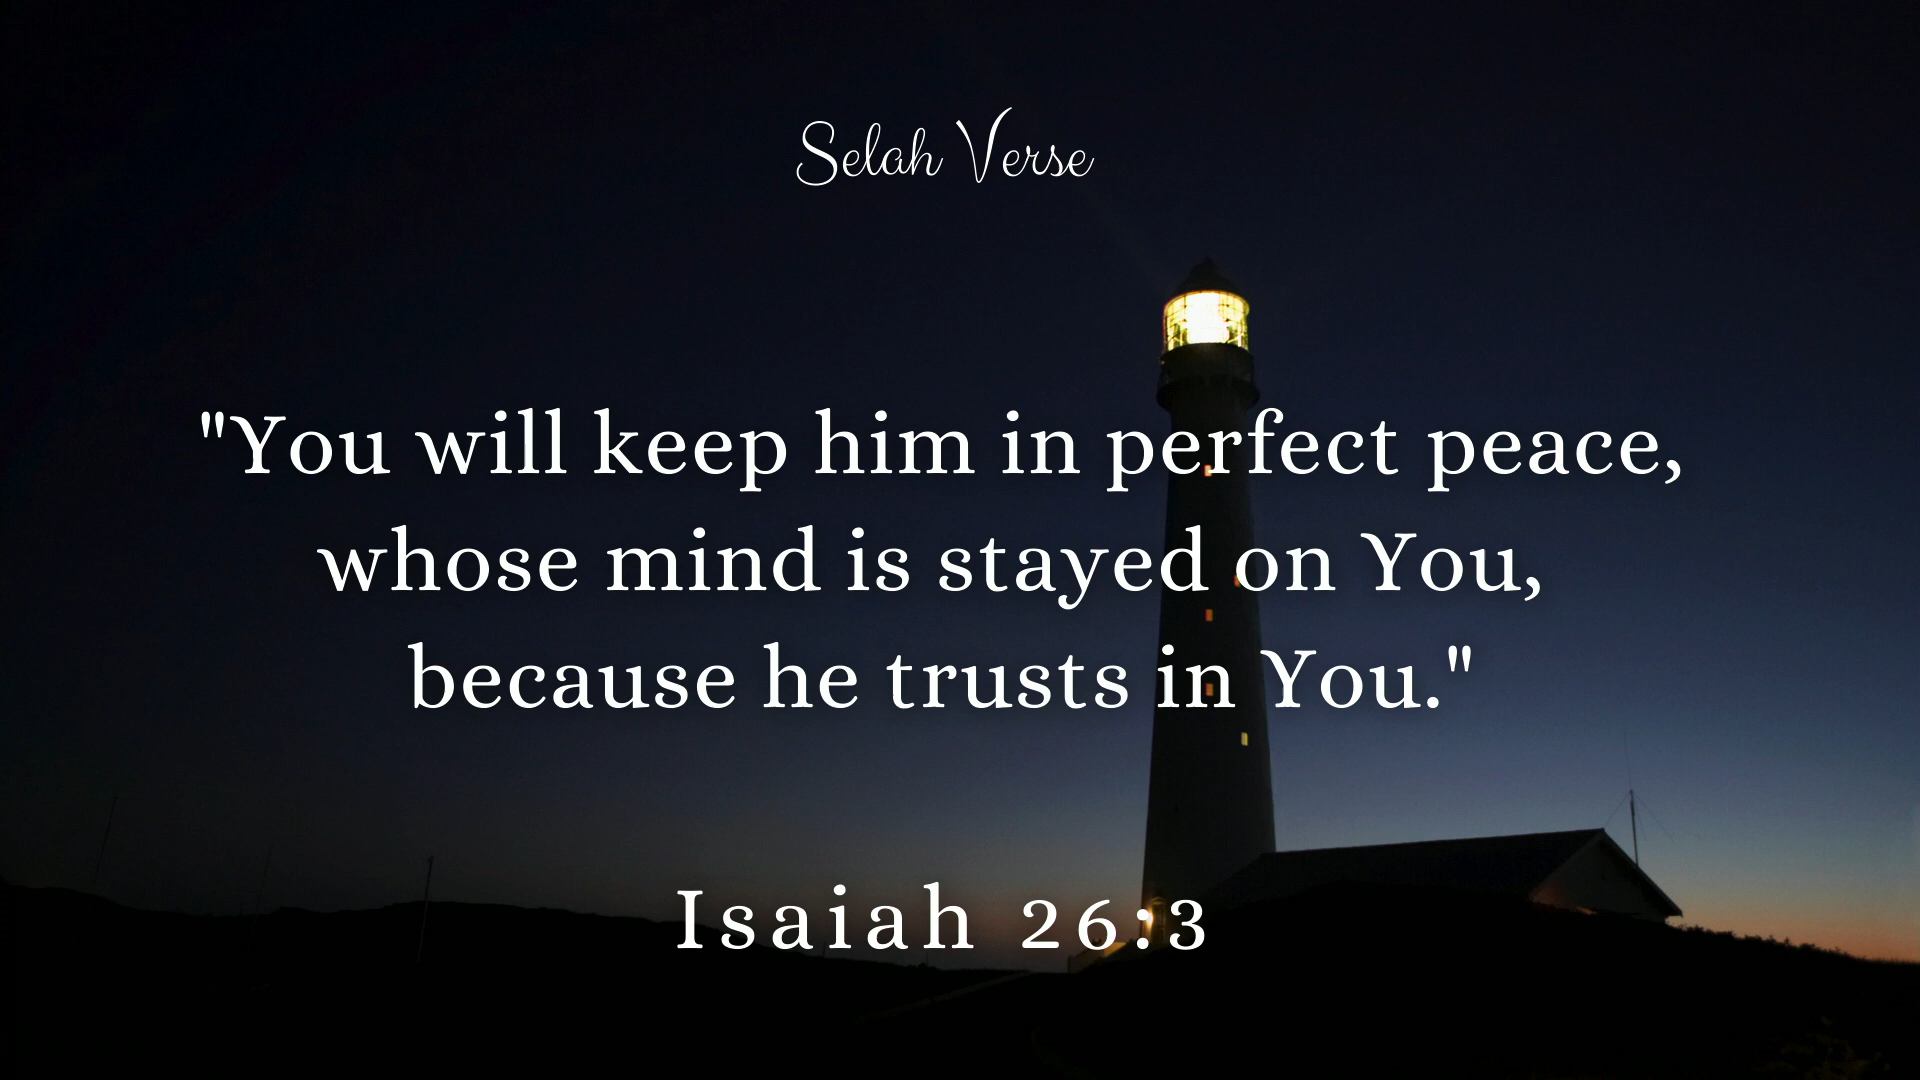 Selah Verse
"You will keep him in perfect peace,
whose mind is stayed on You,
because he trusts in You."
Isaiah 26:3